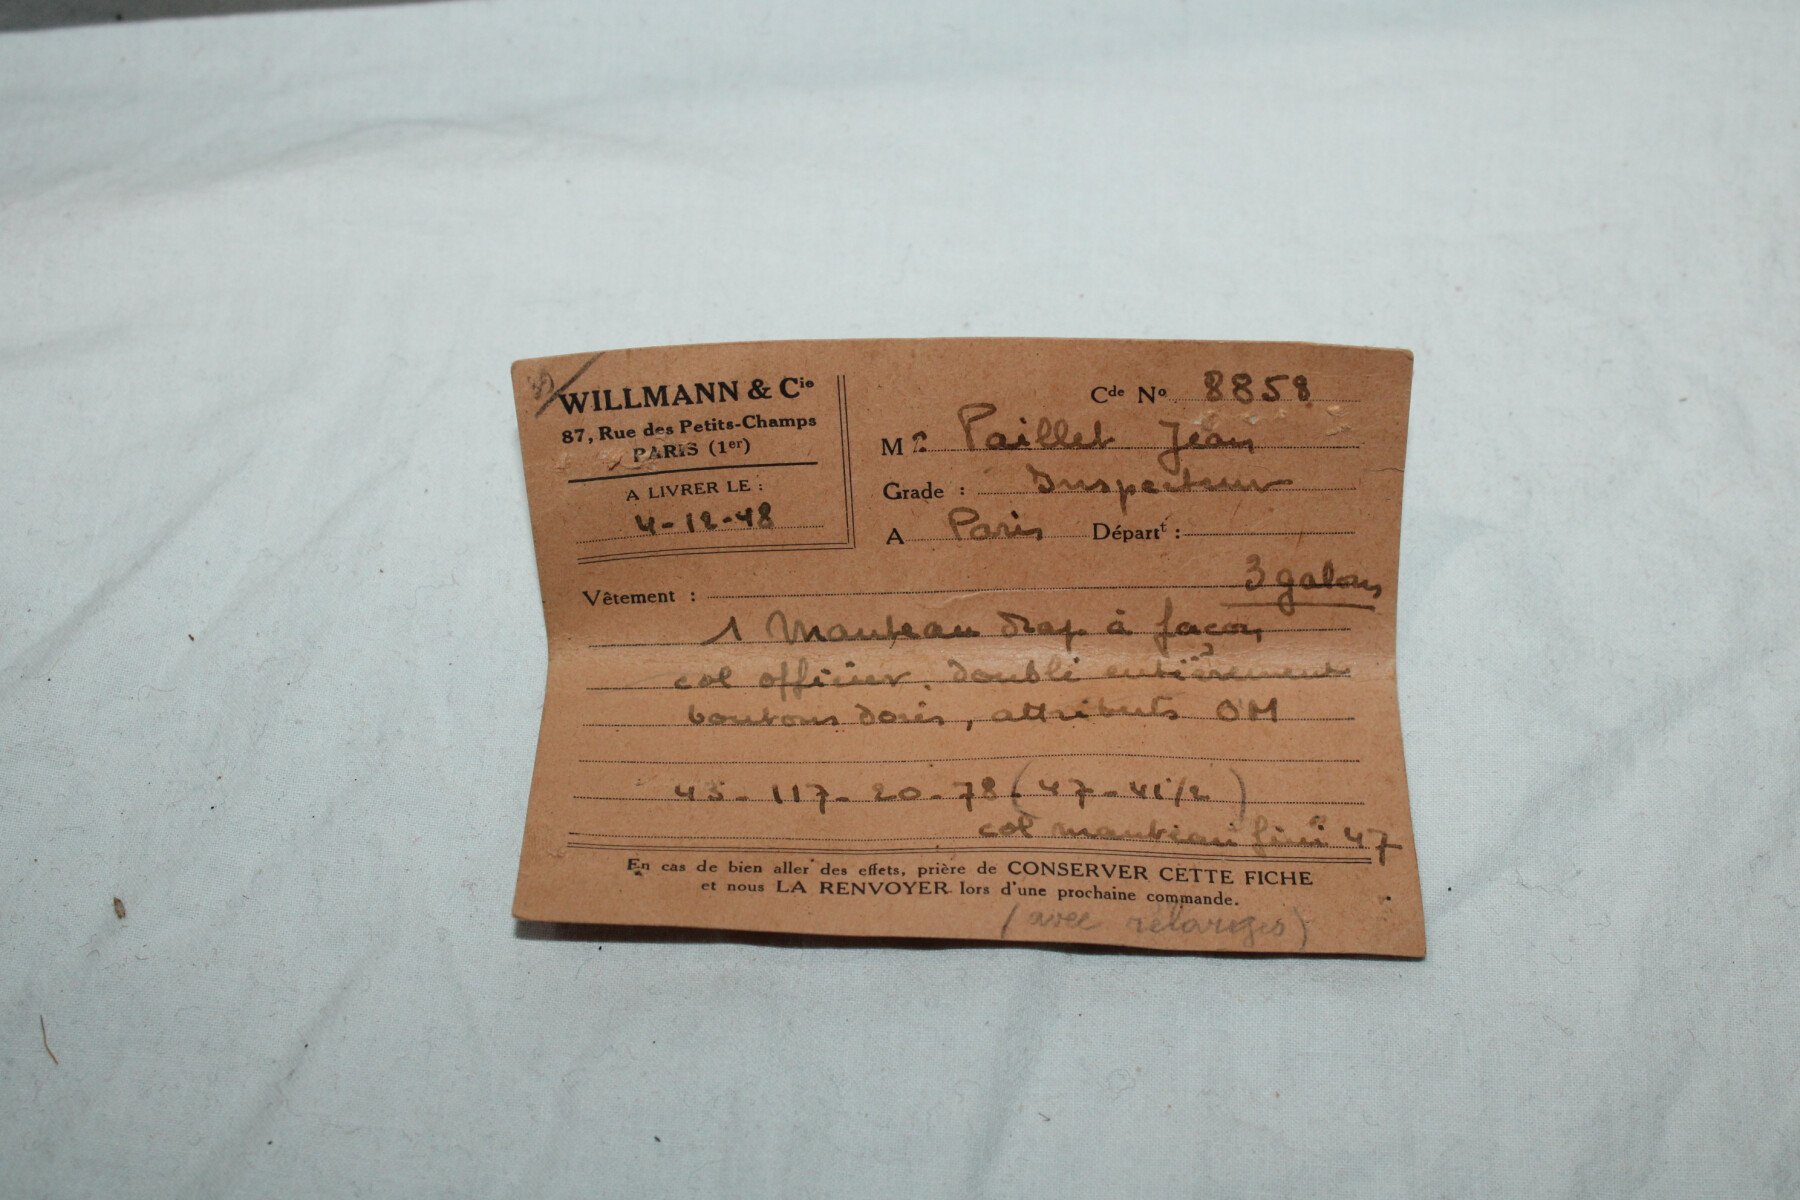 WILLMANN & Cie
87, Rue des Petits-Champs
PARIS (1er)
A LIVRER LE :
4-12-48
Cde No 8858
Mr Paillet Jean
Grade : Inspecteur
A Paris Départt :
3 galons
Vêtement :
1 Manteau drap à façon
col officier, doublé entièrement
boutons dorés, attributs OM
45 - 117 - 20 - 78 (47 - 41 1/2)
col manteau fini 47
En cas de bien aller des effets, prière de CONSERVER CETTE FICHE
et nous LA RENVOYER lors d'une prochaine commande.
(avec relarges)